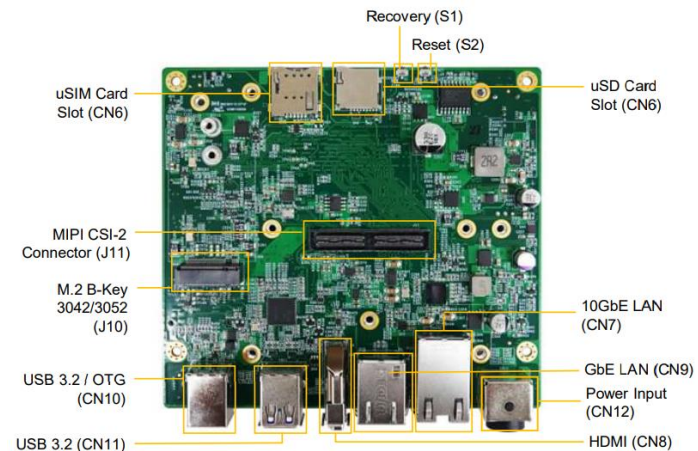 Recovery (S1)
Reset (S2)
uSIM Card
Slot (CN6)
uSD Card
Slot (CN6)
MIPI CSI-2
Connector (J11)
M.2 B-Key
3042/3052
(J10)
10GbE LAN
(CN7)
GbE LAN (CN9)
USB 3.2 / OTG
(CN10)
Power Input
(CN12)
USB 3.2 (CN11)
HDMI (CN8)
2R2